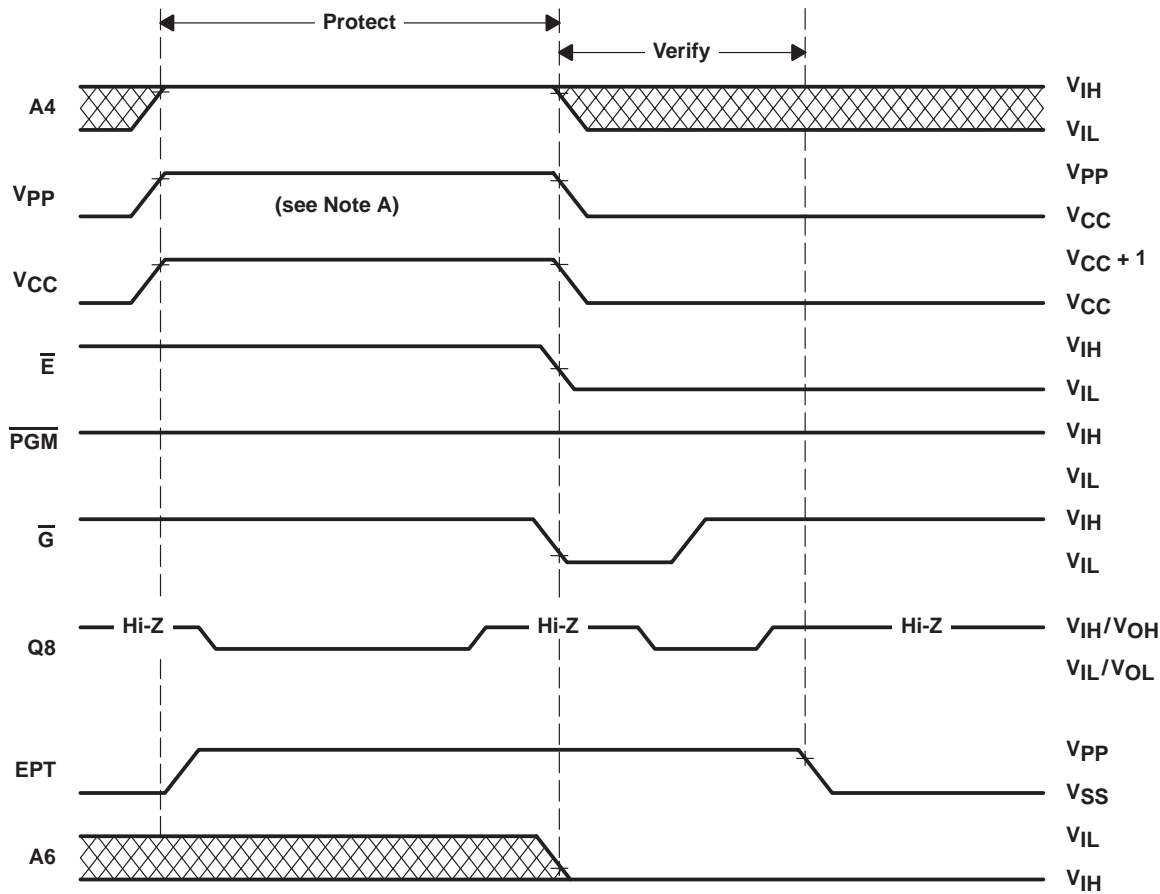 Protect
Verify
A4
VIH
VIL
VPP
(see Note A)
VPP
VCC
VCC
VCC + 1
VCC
E
VIH
VIL
PGM
VIH
VIL
G
VIH
VIL
Q8
Hi-Z
Hi-Z
Hi-Z
VIH/VOH
VIL/VOL
EPT
VPP
VSS
A6
VIL
VIH